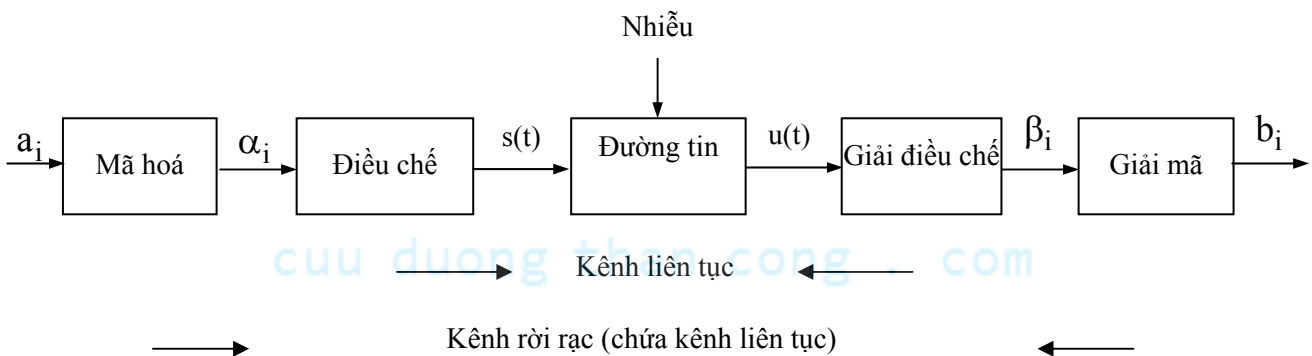 Nhiễu
a_i
Mã hoá
α_i
Điều chế
s(t)
Đường tin
u(t)
Giải điều chế
β_i
Giải mã
b_i
cuu duong than cong . com
Kênh liên tục
Kênh rời rạc (chứa kênh liên tục)